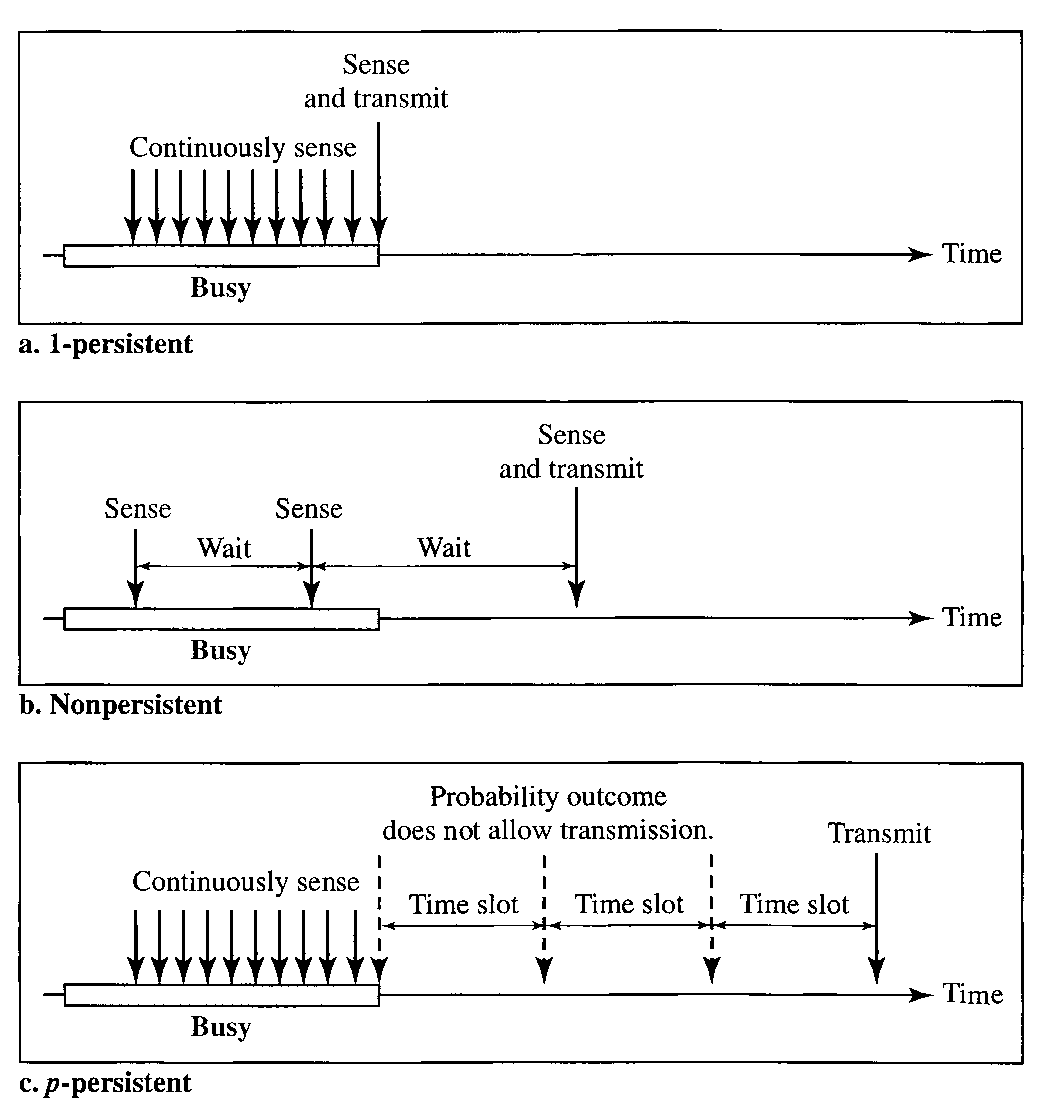 Sense
and transmit
Continuously sense
Time
Busy
a. 1-persistent
Sense
and transmit
Sense
Sense
Wait
Wait
Time
Busy
b. Nonpersistent
Probability outcome
does not allow transmission.
Transmit
Continuously sense
Time slot
Time slot
Time slot
Time
Busy
c. p-persistent